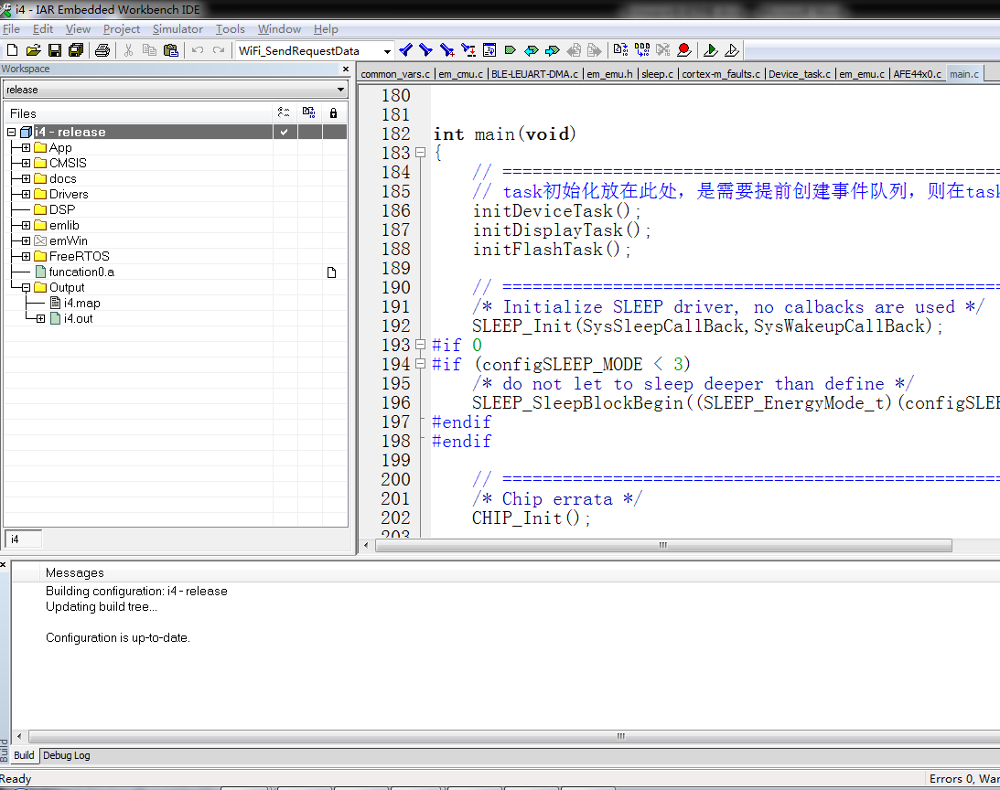 i4 - IAR Embedded Workbench IDE
File Edit View Project Simulator Tools Window Help
WiFi_SendRequestData
Workspace
common_vars.c em_cmu.c BLE-LEUART-DMA.c em_emu.h sleep.c cortex-m_faults.c Device_task.c em_emu.c AFE44x0.c main.c
release
Files
i4 - release
App
CMSIS
docs
Drivers
DSP
emlib
emWin
FreeRTOS
funcation0.a
Output
i4.map
i4.out
i4
180
181
182 int main(void)
183 {
184 // ==================================================
185 // task初始化放在此处，是需要提前创建事件队列，则在task
186 initDeviceTask();
187 initDisplayTask();
188 initFlashTask();
189
190 // ==================================================
191 /* Initialize SLEEP driver, no calbacks are used */
192 SLEEP_Init(SysSleepCallBack,SysWakeupCallBack);
193 #if 0
194 #if (configSLEEP_MODE < 3)
195 /* do not let to sleep deeper than define */
196 SLEEP_SleepBlockBegin((SLEEP_EnergyMode_t)(configSLEE
197 #endif
198 #endif
199
200 // ==================================================
201 /* Chip errata */
202 CHIP_Init();
203
Messages
Building configuration: i4 - release
Updating build tree...
Configuration is up-to-date.
Build
Build Debug Log
Ready
Errors 0, War